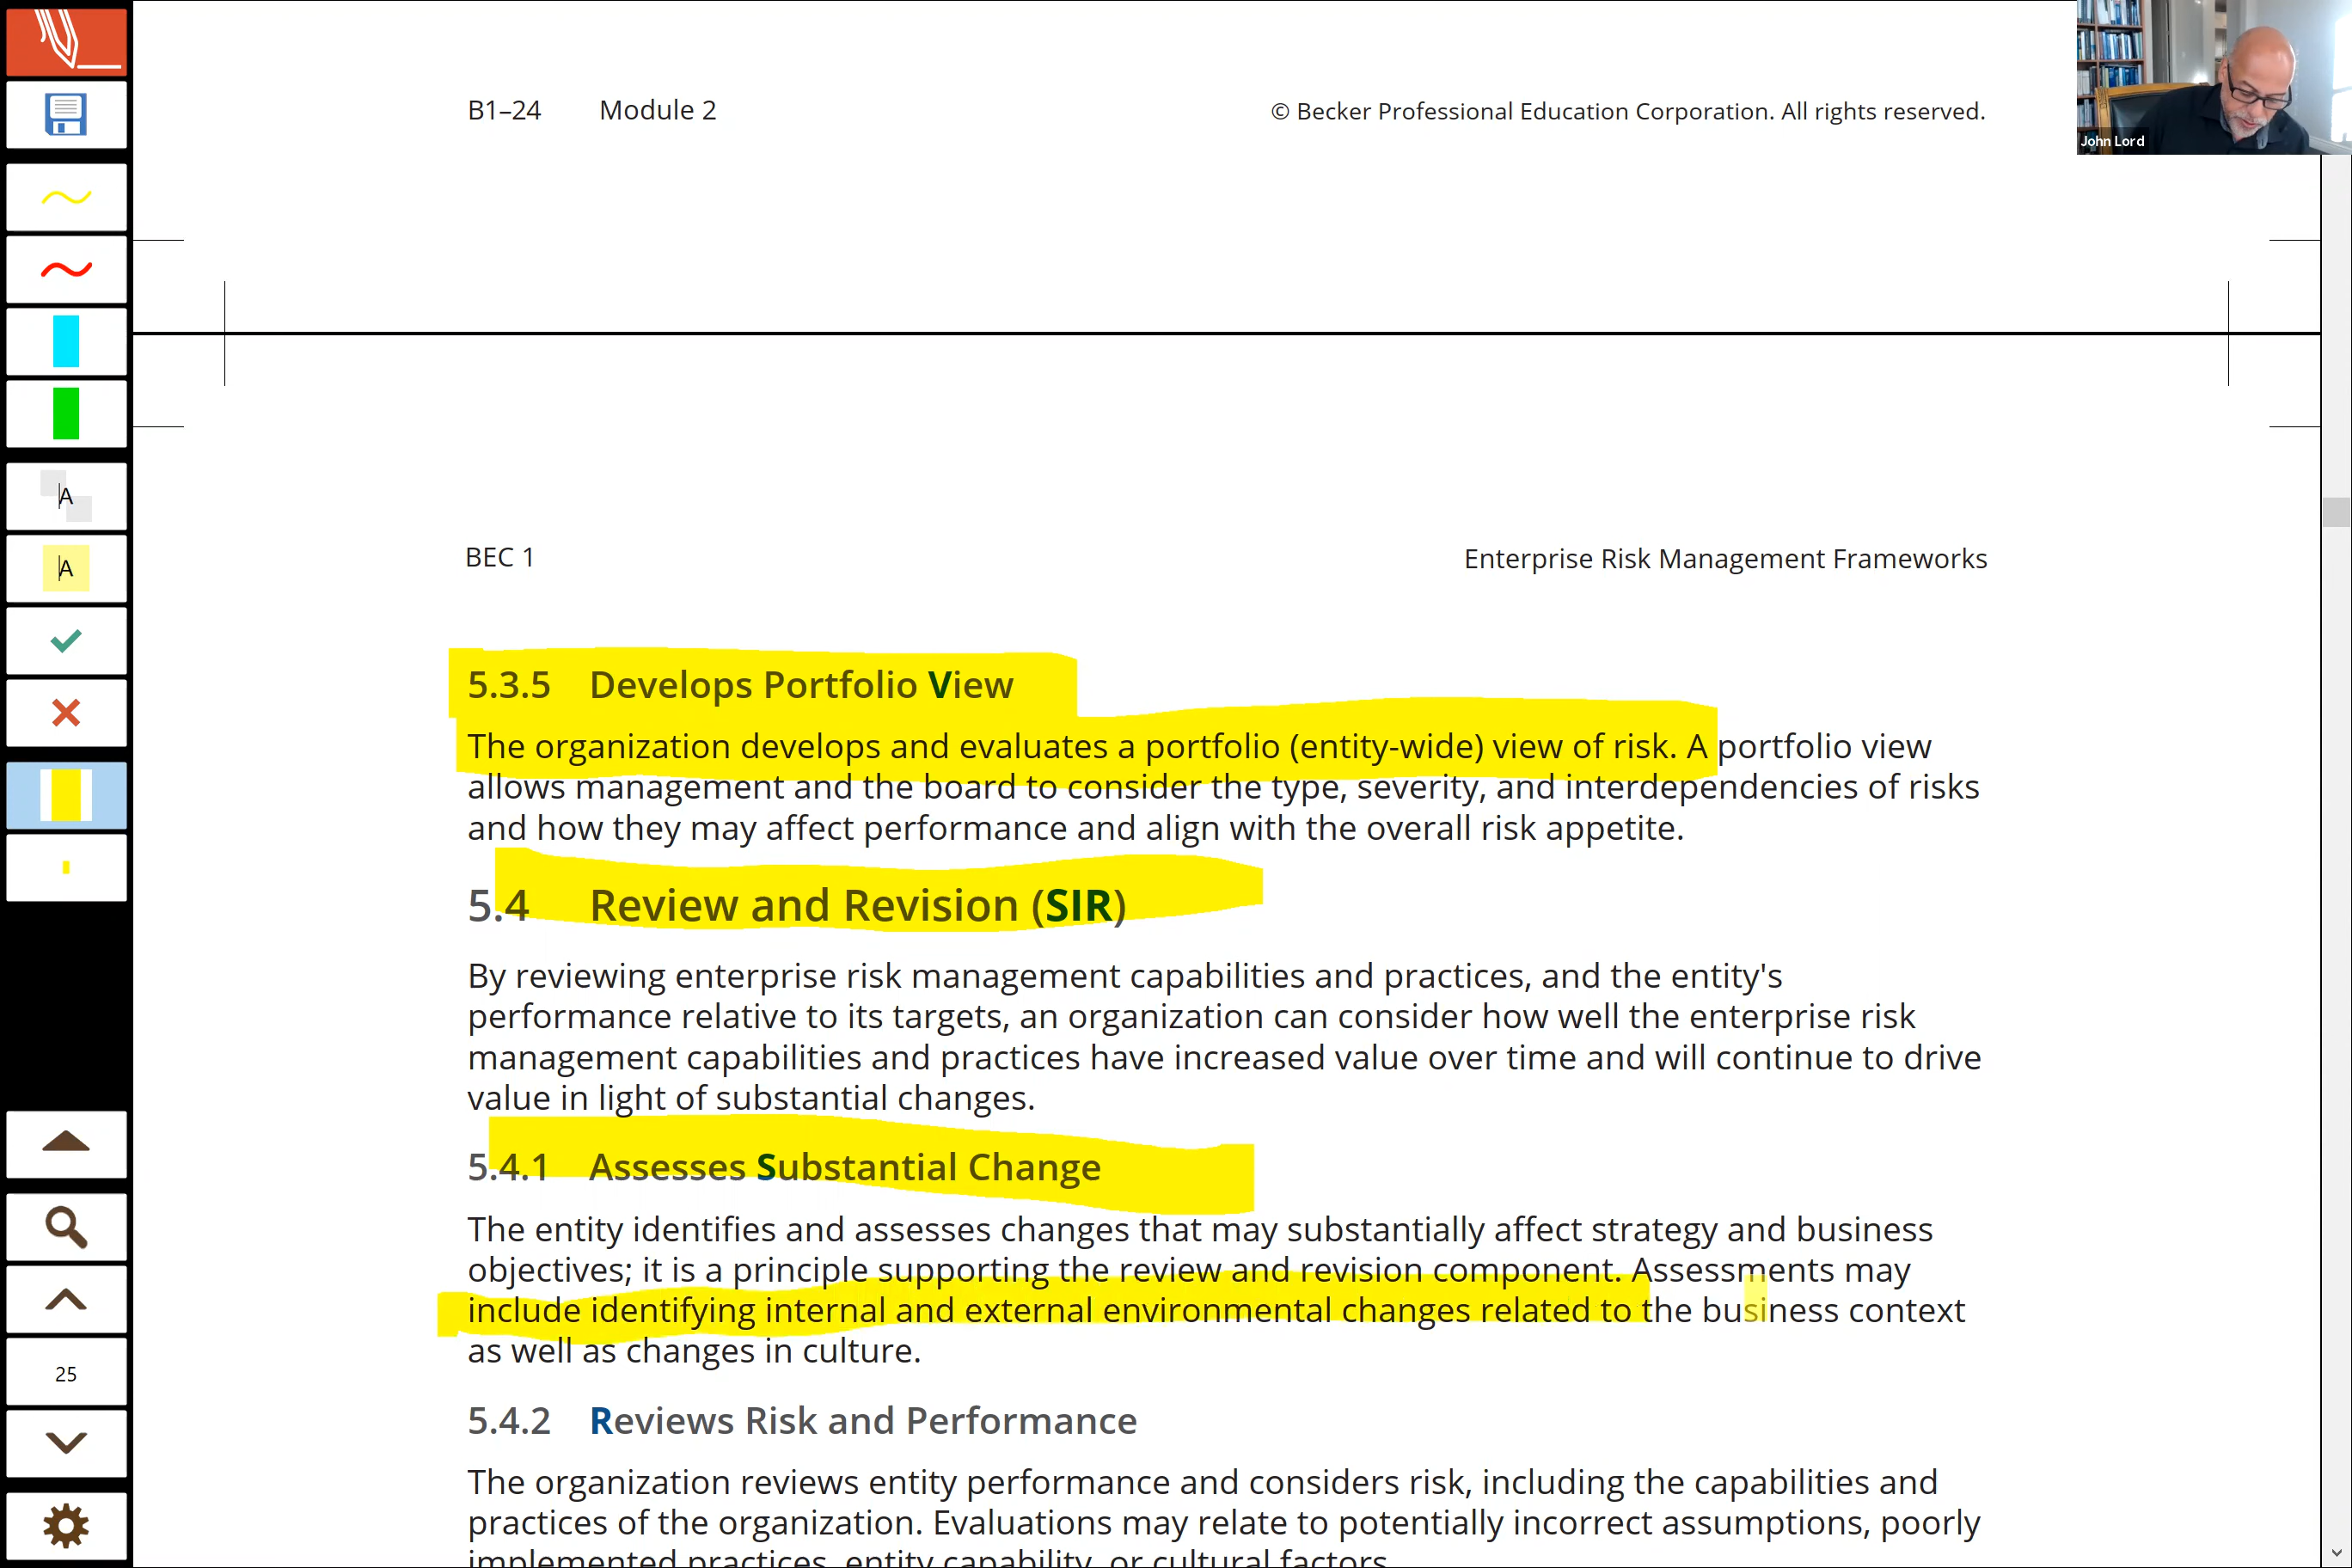 B1–24 Module 2 © Becker Professional Education Corporation. All rights reserved.
John Lord
BEC 1 Enterprise Risk Management Frameworks
5.3.5 Develops Portfolio View
The organization develops and evaluates a portfolio (entity-wide) view of risk. A portfolio view
allows management and the board to consider the type, severity, and interdependencies of risks
and how they may affect performance and align with the overall risk appetite.
5.4 Review and Revision (SIR)
By reviewing enterprise risk management capabilities and practices, and the entity's
performance relative to its targets, an organization can consider how well the enterprise risk
management capabilities and practices have increased value over time and will continue to drive
value in light of substantial changes.
5.4.1 Assesses Substantial Change
The entity identifies and assesses changes that may substantially affect strategy and business
objectives; it is a principle supporting the review and revision component. Assessments may
include identifying internal and external environmental changes related to the business context
as well as changes in culture.
5.4.2 Reviews Risk and Performance
The organization reviews entity performance and considers risk, including the capabilities and
practices of the organization. Evaluations may relate to potentially incorrect assumptions, poorly
implemented practices, entity capability, or cultural factors.
A
A
25